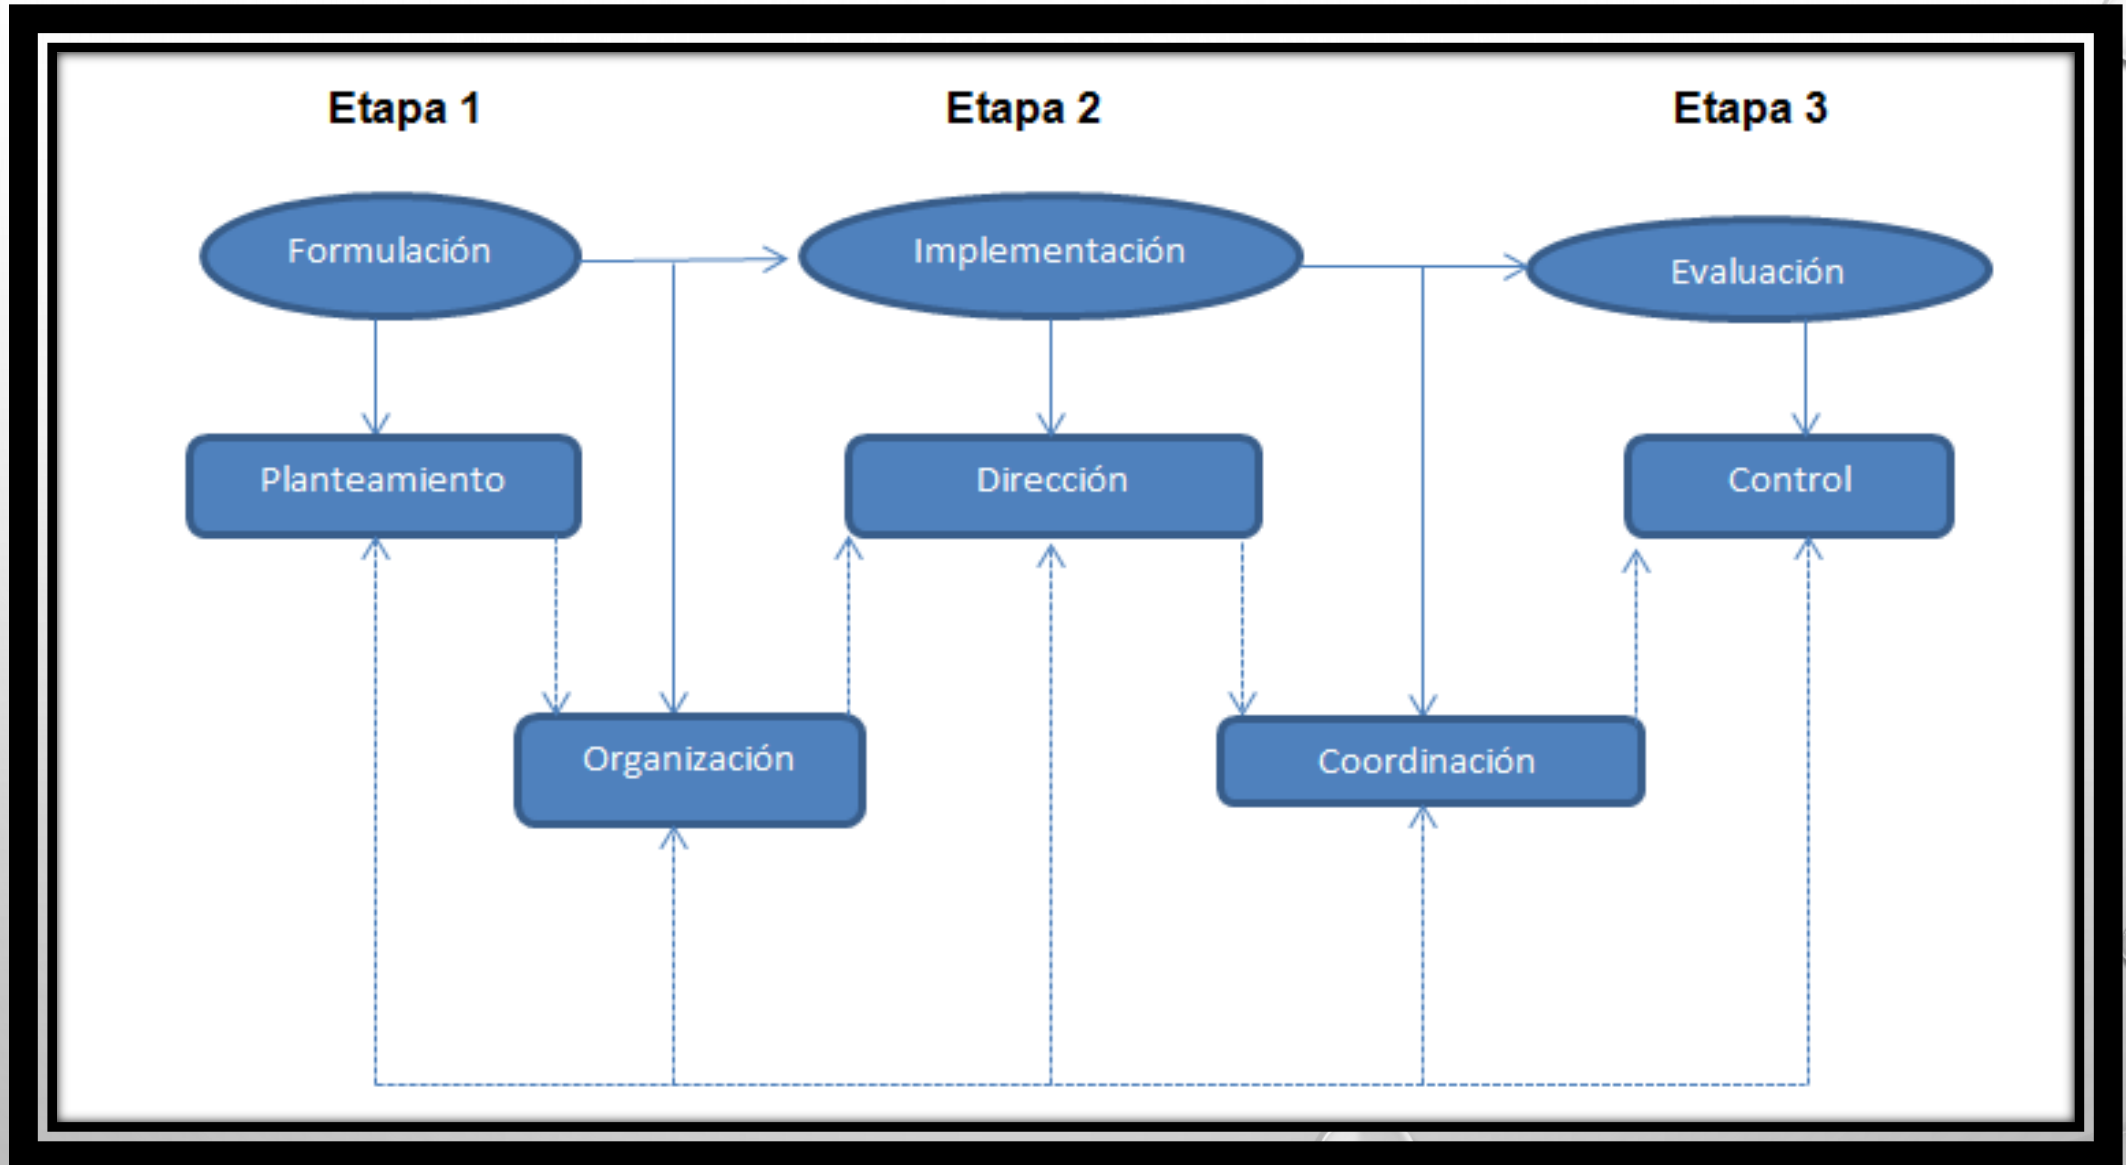 Etapa 1
Etapa 2
Etapa 3
Formulación
Implementación
Evaluación
Planteamiento
Dirección
Control
Organización
Coordinación